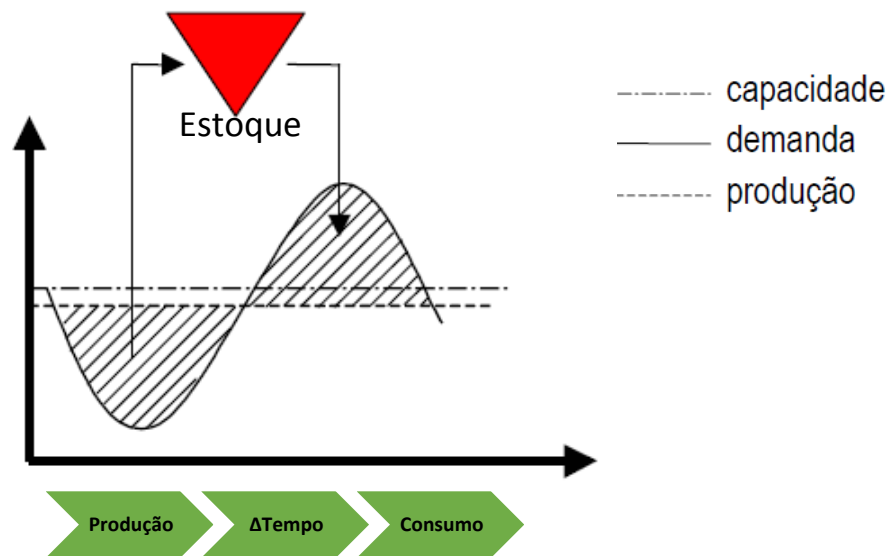 Estoque
capacidade
demanda
produção
Produção
ΔTempo
Consumo